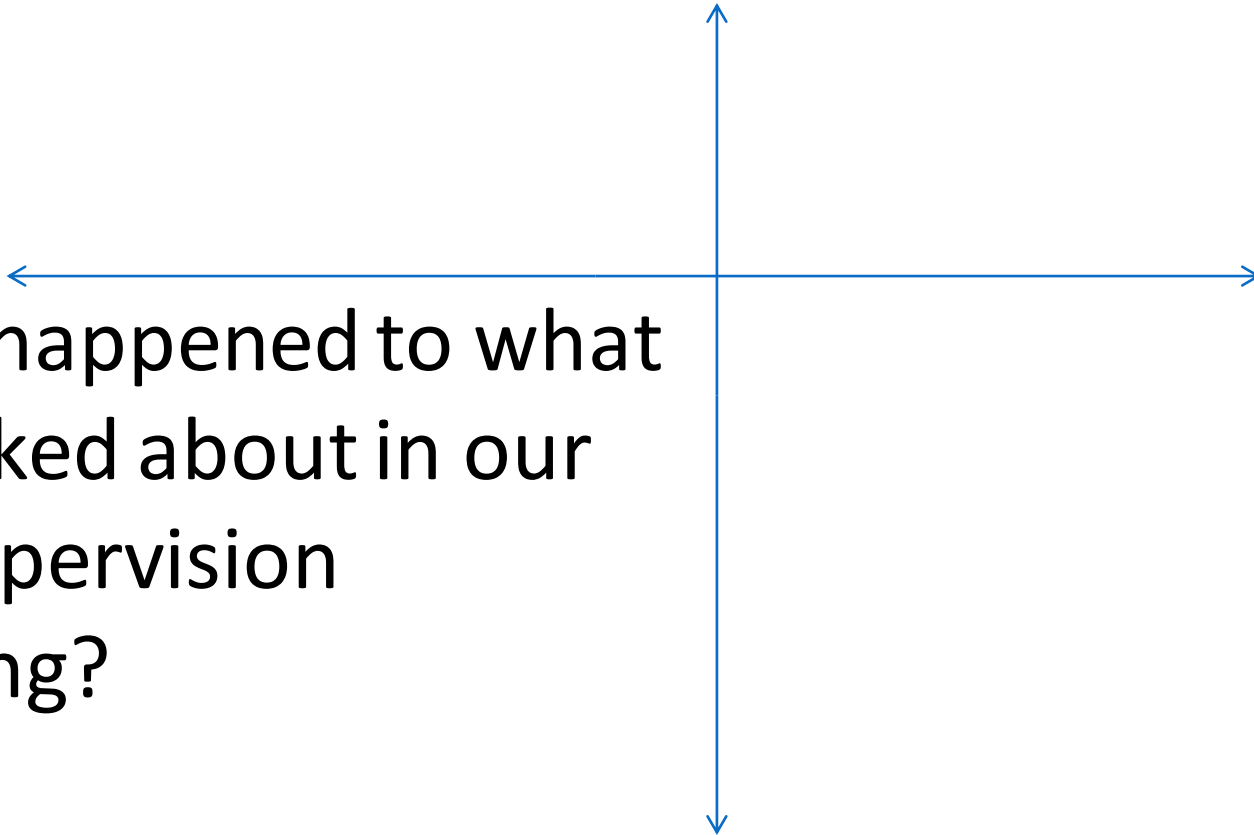 happened to what
ked about in our
pervision
ng?